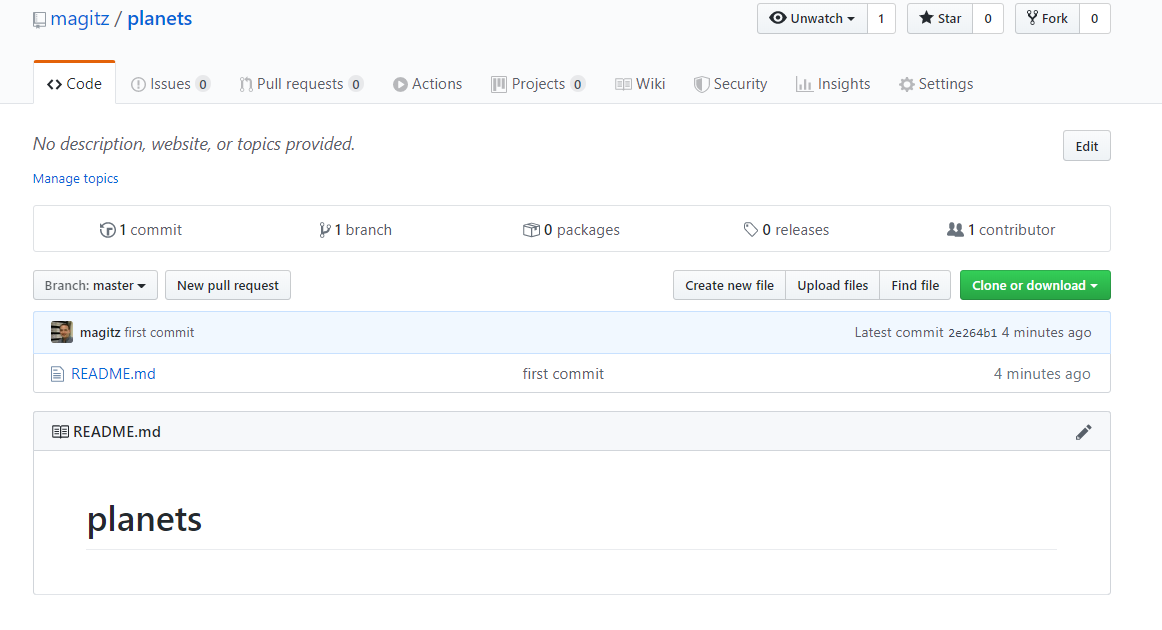 magitz / planets
Unwatch 1 Star 0 Fork 0
Code Issues 0 Pull requests 0 Actions Projects 0 Wiki Security Insights Settings
No description, website, or topics provided.
Edit
Manage topics
1 commit 1 branch 0 packages 0 releases 1 contributor
Branch: master New pull request Create new file Upload files Find file Clone or download
magitz first commit Latest commit 2e264b1 4 minutes ago
README.md first commit 4 minutes ago
README.md
planets